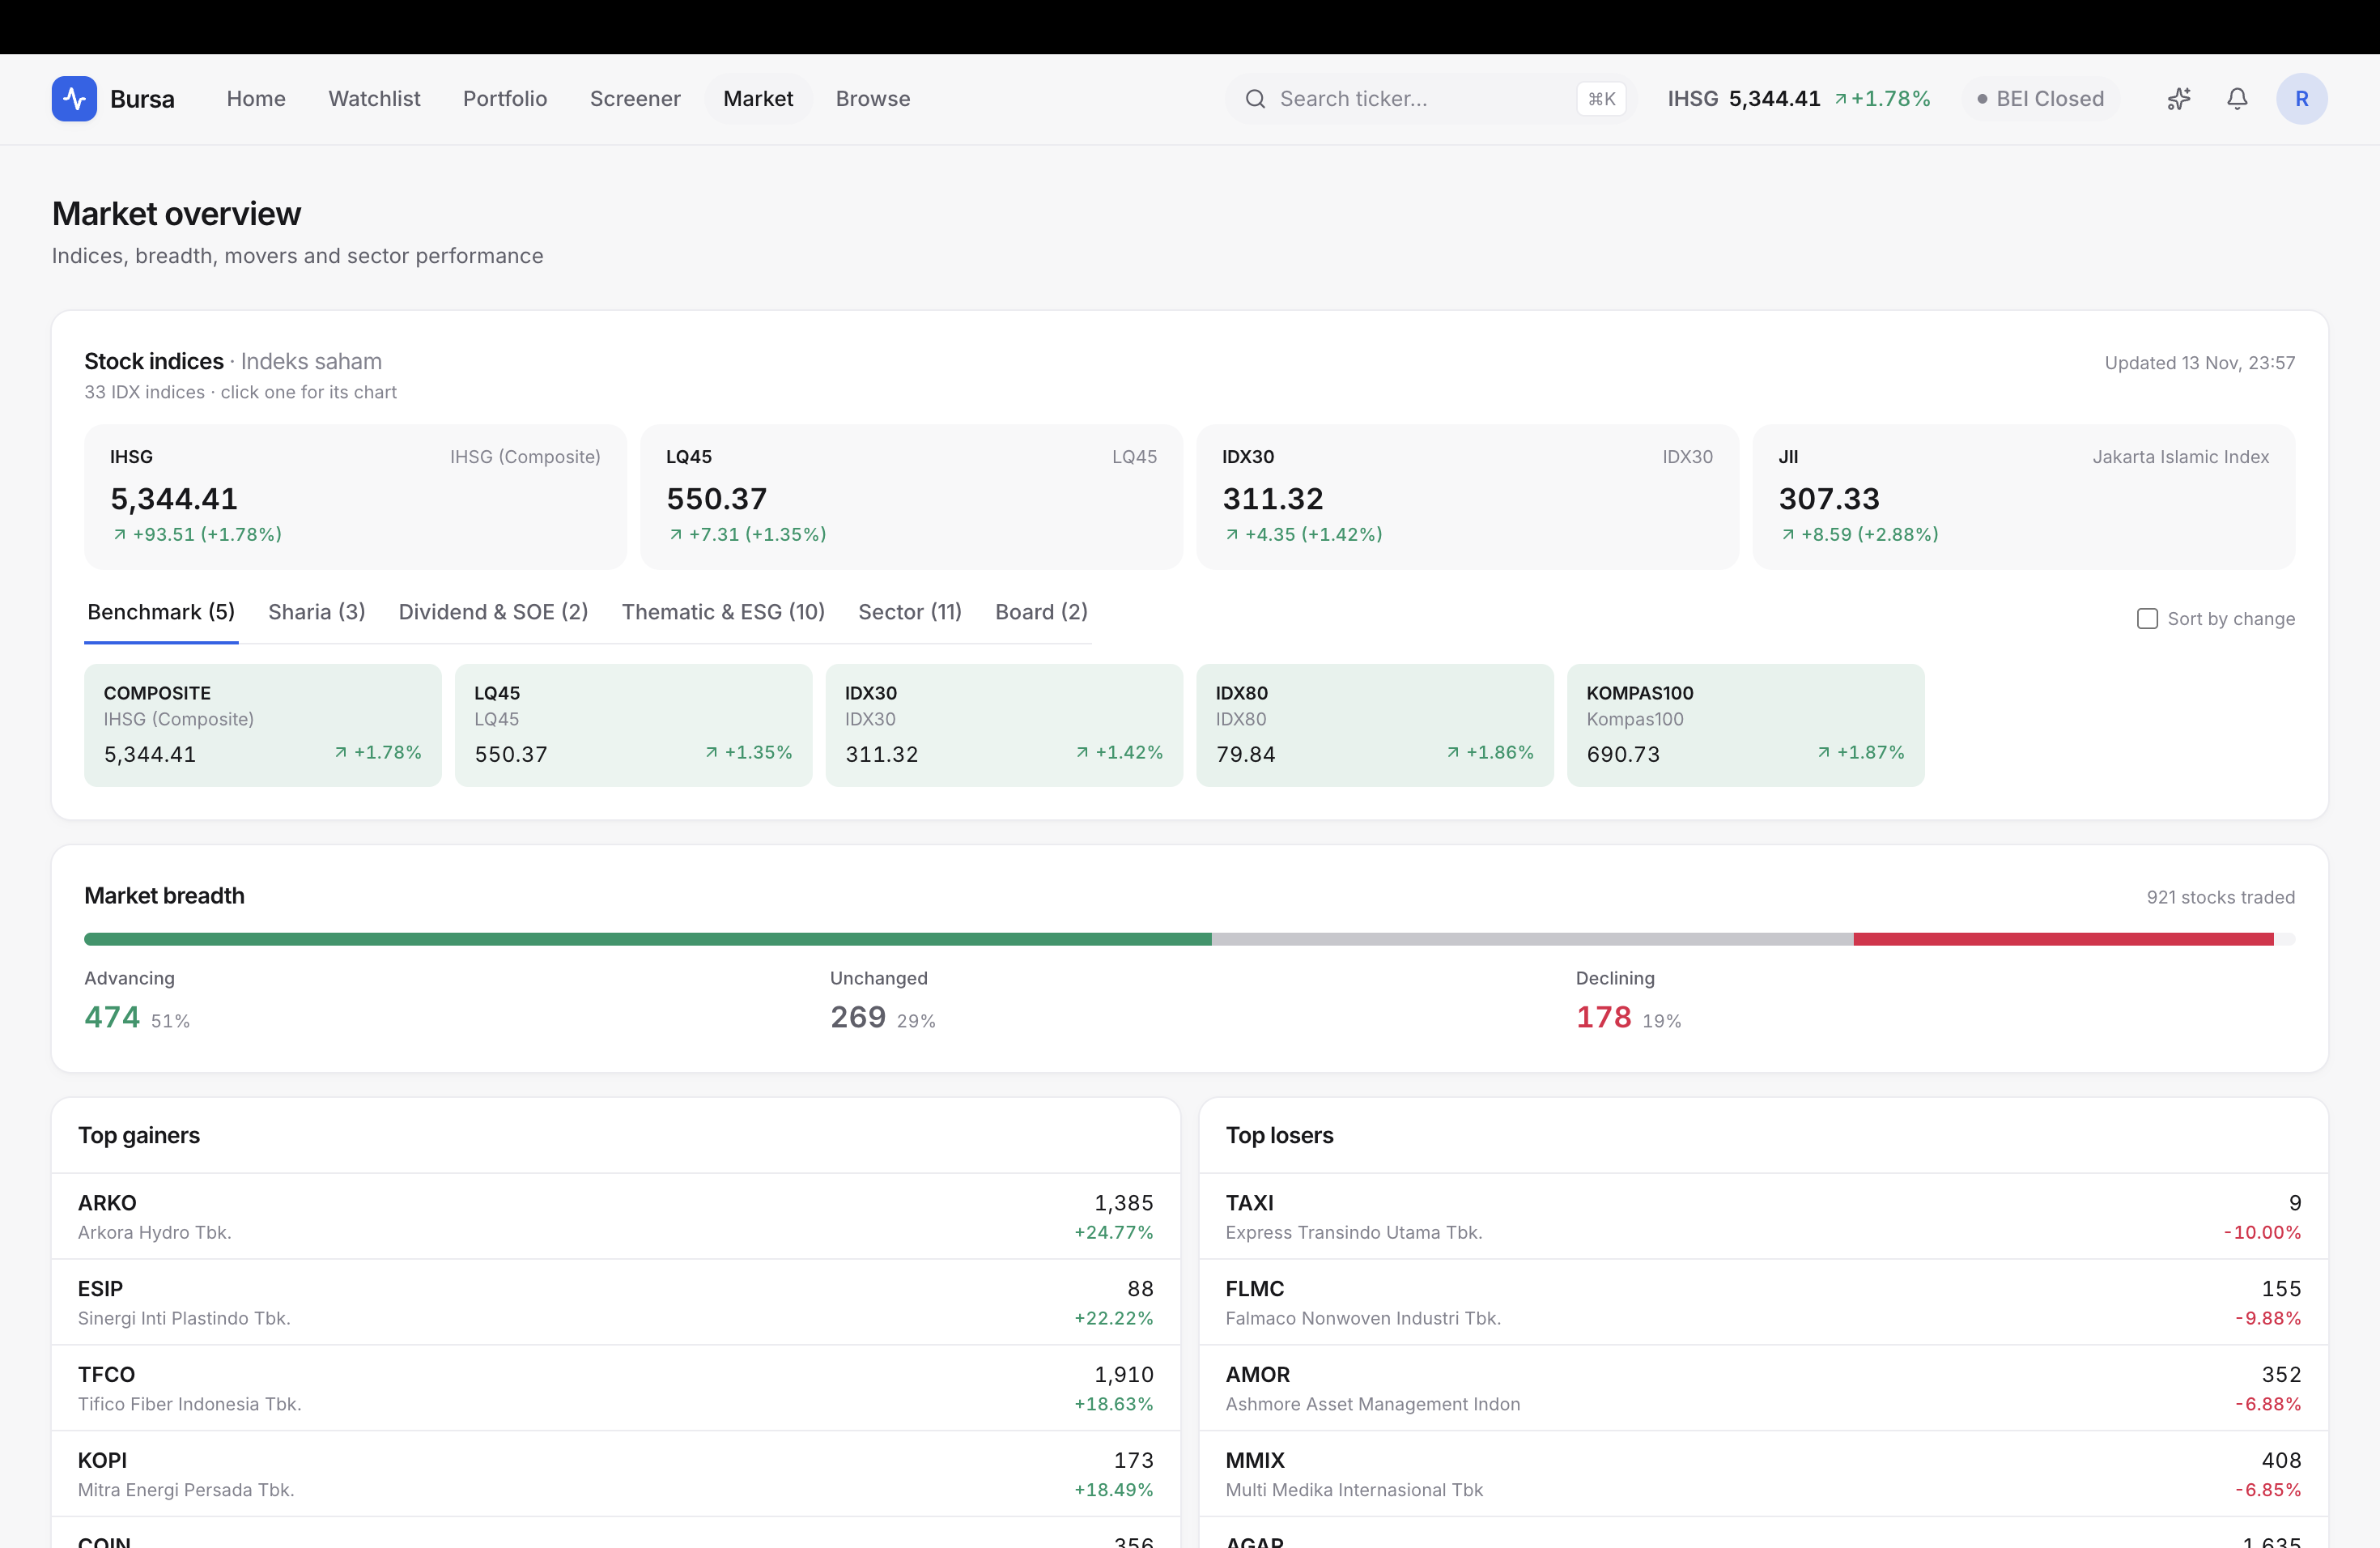 Bursa Home Watchlist Portfolio Screener Market Browse Search ticker... ⌘K IHSG 5,344.41 +1.78% BEI Closed R
Market overview
Indices, breadth, movers and sector performance
Stock indices · Indeks saham Updated 13 Nov, 23:57
33 IDX indices · click one for its chart
IHSG IHSG (Composite)
5,344.41
+93.51 (+1.78%)
LQ45 LQ45
550.37
+7.31 (+1.35%)
IDX30 IDX30
311.32
+4.35 (+1.42%)
JII Jakarta Islamic Index
307.33
+8.59 (+2.88%)
Benchmark (5) Sharia (3) Dividend & SOE (2) Thematic & ESG (10) Sector (11) Board (2) Sort by change
COMPOSITE
IHSG (Composite)
5,344.41 +1.78%
LQ45
LQ45
550.37 +1.35%
IDX30
IDX30
311.32 +1.42%
IDX80
IDX80
79.84 +1.86%
KOMPAS100
Kompas100
690.73 +1.87%
Market breadth 921 stocks traded
Advancing
474 51%
Unchanged
269 29%
Declining
178 19%
Top gainers
ARKO 1,385
Arkora Hydro Tbk. +24.77%
ESIP 88
Sinergi Inti Plastindo Tbk. +22.22%
TFCO 1,910
Tifico Fiber Indonesia Tbk. +18.63%
KOPI 173
Mitra Energi Persada Tbk. +18.49%
COIN 356
Top losers
TAXI 9
Express Transindo Utama Tbk. -10.00%
FLMC 155
Falmaco Nonwoven Industri Tbk. -9.88%
AMOR 352
Ashmore Asset Management Indon -6.88%
MMIX 408
Multi Medika Internasional Tbk -6.85%
AGAR 1,635